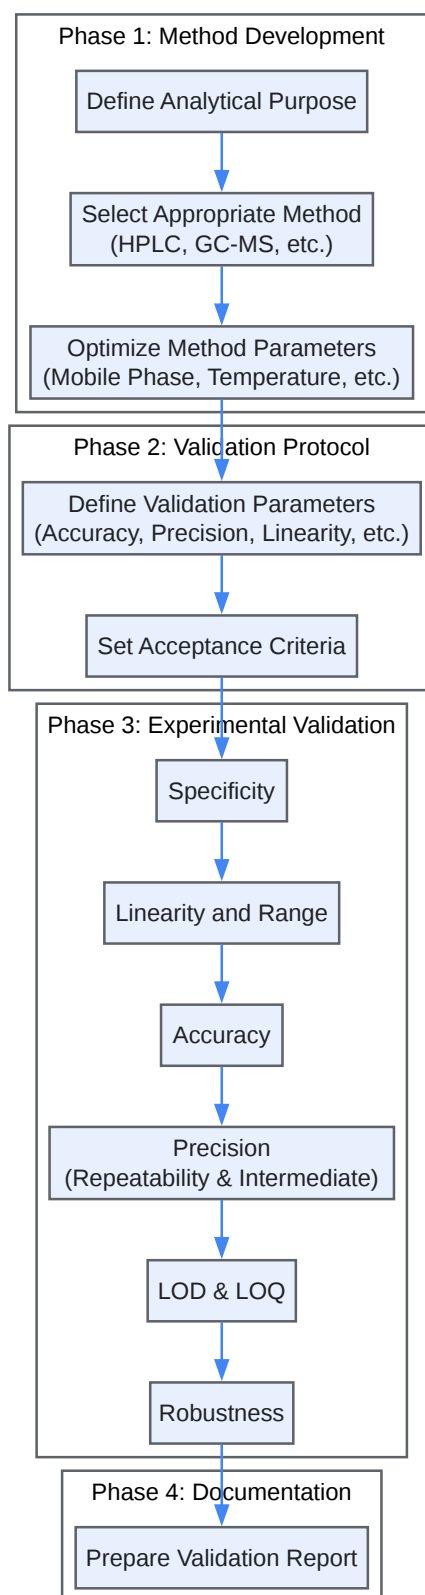 Phase 1: Method Development
Define Analytical Purpose
Select Appropriate Method
(HPLC, GC-MS, etc.)
Optimize Method Parameters
(Mobile Phase, Temperature, etc.)
Phase 2: Validation Protocol
Define Validation Parameters
(Accuracy, Precision, Linearity, etc.)
Set Acceptance Criteria
Phase 3: Experimental Validation
Specificity
Linearity and Range
Accuracy
Precision
(Repeatability & Intermediate)
LOD & LOQ
Robustness
Phase 4: Documentation
Prepare Validation Report